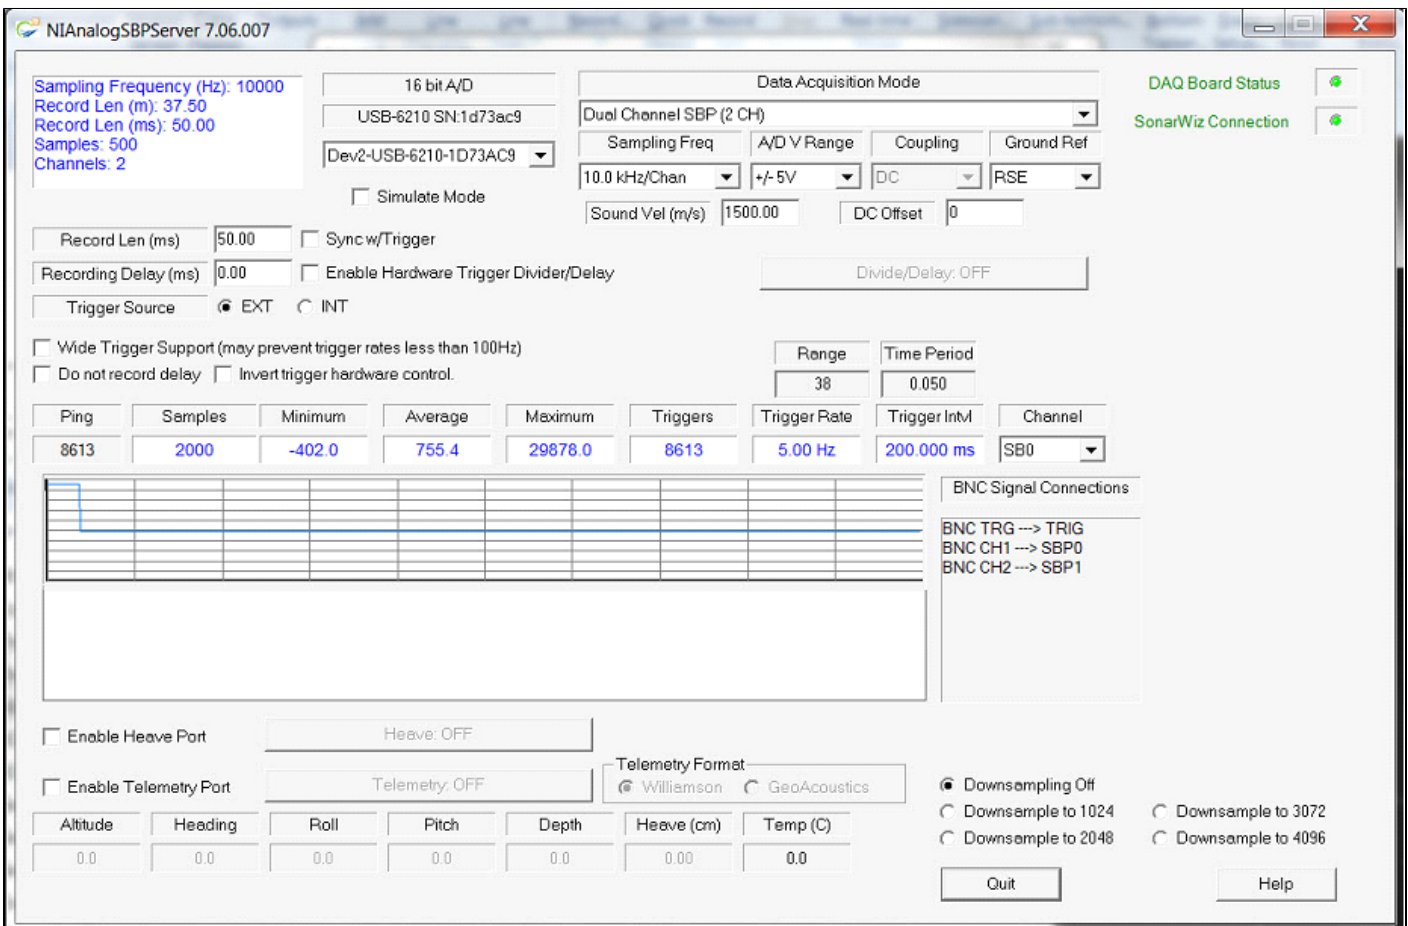 NIAnalogSBPServer 7.06.007
Sampling Frequency (Hz): 10000
Record Len (m): 37.50
Record Len (ms): 50.00
Samples: 500
Channels: 2
16 bit A/D
USB-6210 SN:1d73ac9
Dev2-USB-6210-1D73AC9
Simulate Mode
Data Acquisition Mode
Dual Channel SBP (2 CH)
Sampling Freq A/D V Range Coupling Ground Ref
10.0 kHz/Chan +/- 5V DC RSE
Sound Vel (m/s) 1500.00 DC Offset 0
DAQ Board Status
SonarWiz Connection
Record Len (ms) 50.00 Sync w/Trigger
Recording Delay (ms) 0.00 Enable Hardware Trigger Divider/Delay Divide/Delay: OFF
Trigger Source EXT INT
Wide Trigger Support (may prevent trigger rates less than 100Hz)
Do not record delay Invert trigger hardware control.
Range Time Period
38 0.050
Ping Samples Minimum Average Maximum Triggers Trigger Rate Trigger Intvl Channel
8613 2000 -402.0 755.4 29878.0 8613 5.00 Hz 200.000 ms SB0
BNC Signal Connections
BNC TRG ---> TRIG
BNC CH1 ---> SBP0
BNC CH2 ---> SBP1
Enable Heave Port Heave: OFF
Enable Telemetry Port Telemetry: OFF
Telemetry Format
Williamson GeoAcoustics
Altitude Heading Roll Pitch Depth Heave (cm) Temp (C)
0.0 0.0 0.0 0.0 0.0 0.00 0.0
Downsampling Off
Downsample to 1024 Downsample to 3072
Downsample to 2048 Downsample to 4096
Quit Help